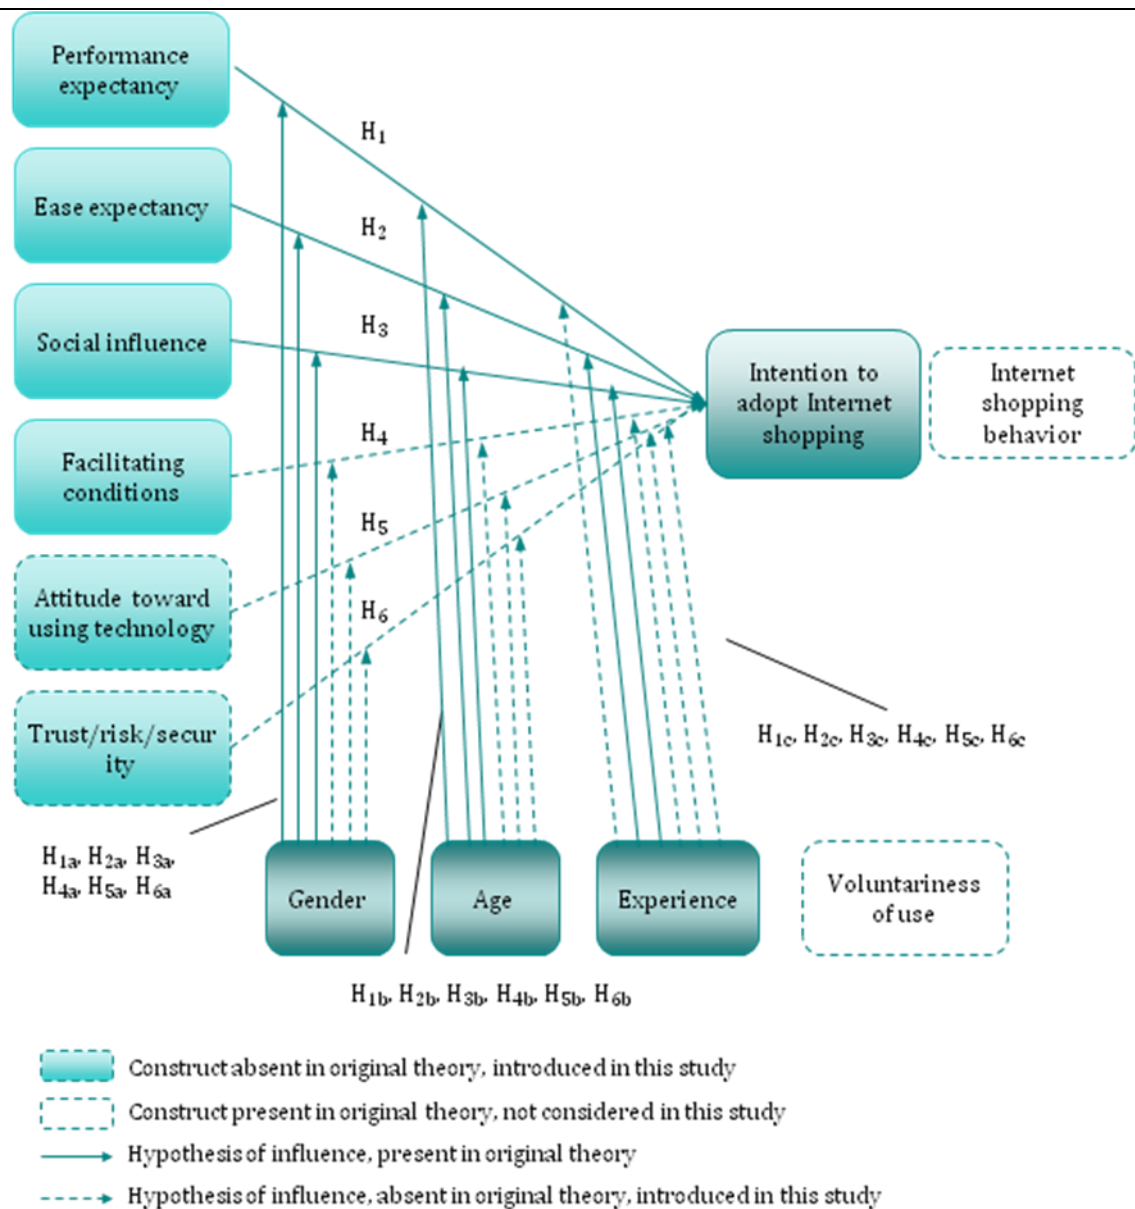 Performance
expectancy
H1
Ease expectancy
H2
Social influence
H3
Intention to
adopt Internet
shopping
Internet
shopping
behavior
Facilitating
conditions
H4
H5
Attitude toward
using technology
H6
Trust/risk/secur
ity
H1c, H2c, H3c, H4c, H5c, H6c
H1a, H2a, H3a,
H4a, H5a, H6a
Gender
Age
Experience
Voluntariness
of use
H1b, H2b, H3b, H4b, H5b, H6b
Construct absent in original theory, introduced in this study
Construct present in original theory, not considered in this study
Hypothesis of influence, present in original theory
Hypothesis of influence, absent in original theory, introduced in this study